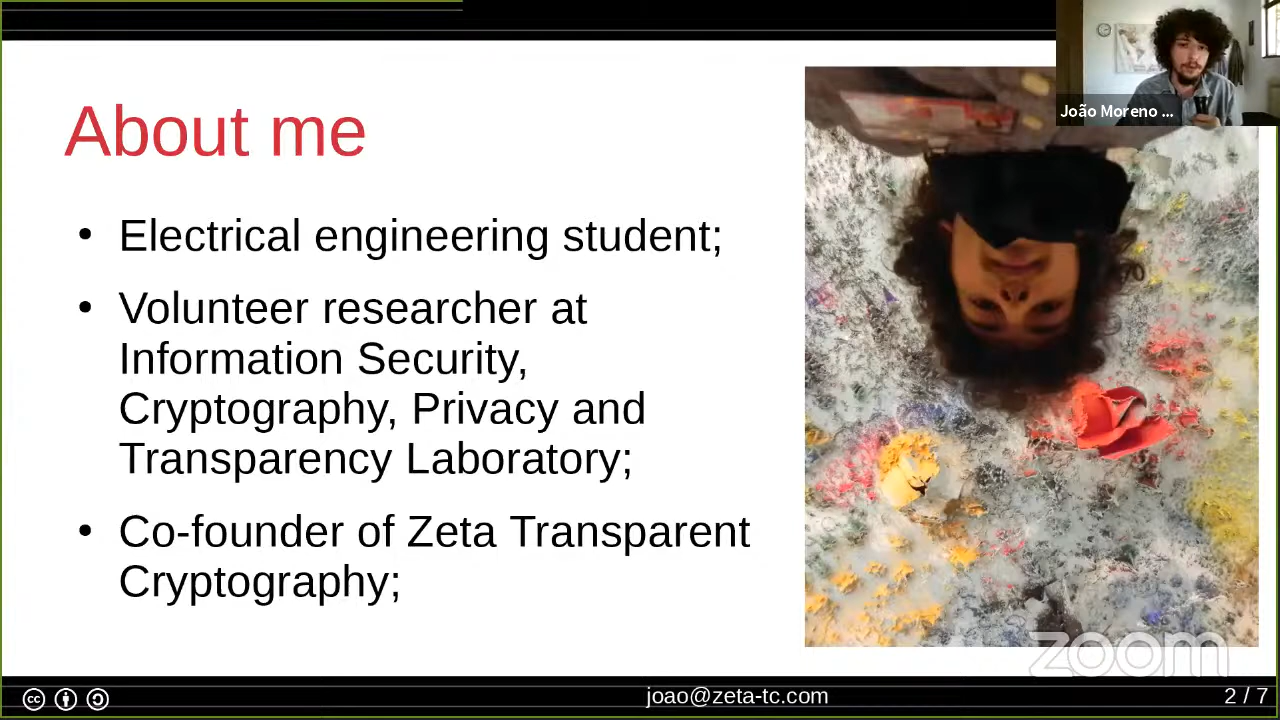 João Moreno ...
About me
• Electrical engineering student;
• Volunteer researcher at
Information Security,
Cryptography, Privacy and
Transparency Laboratory;
• Co-founder of Zeta Transparent
Cryptography;
zoom
cc
joao@zeta-tc.com
2 / 7